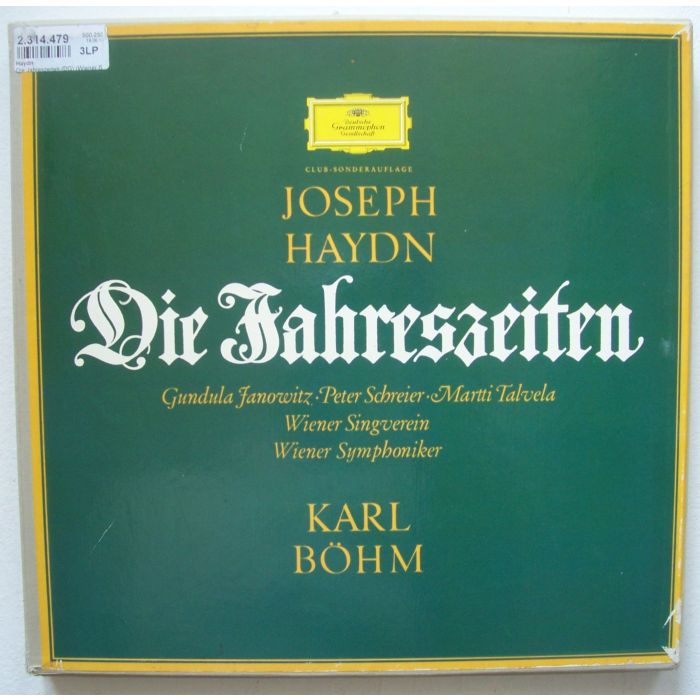 2.314.479
3LP
Haydn
Deutsche
Grammophon
Gesellschaft
CLUB-SONDERAUFLAGE
JOSEPH
HAYDN
Die Jahreszeiten
Gundula Janowitz·Peter Schreier·Martti Talvela
Wiener Singverein
Wiener Symphoniker
KARL
BÖHM